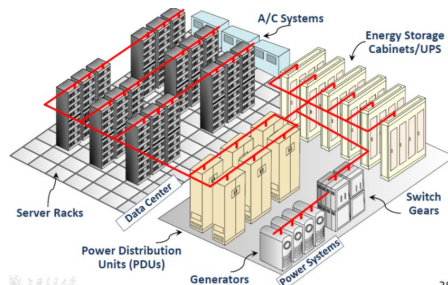 A/C Systems
Energy Storage
Cabinets/UPS
Server Racks
Data Center
Switch
Gears
Power Distribution
Units (PDUs)
Generators
Power Systems